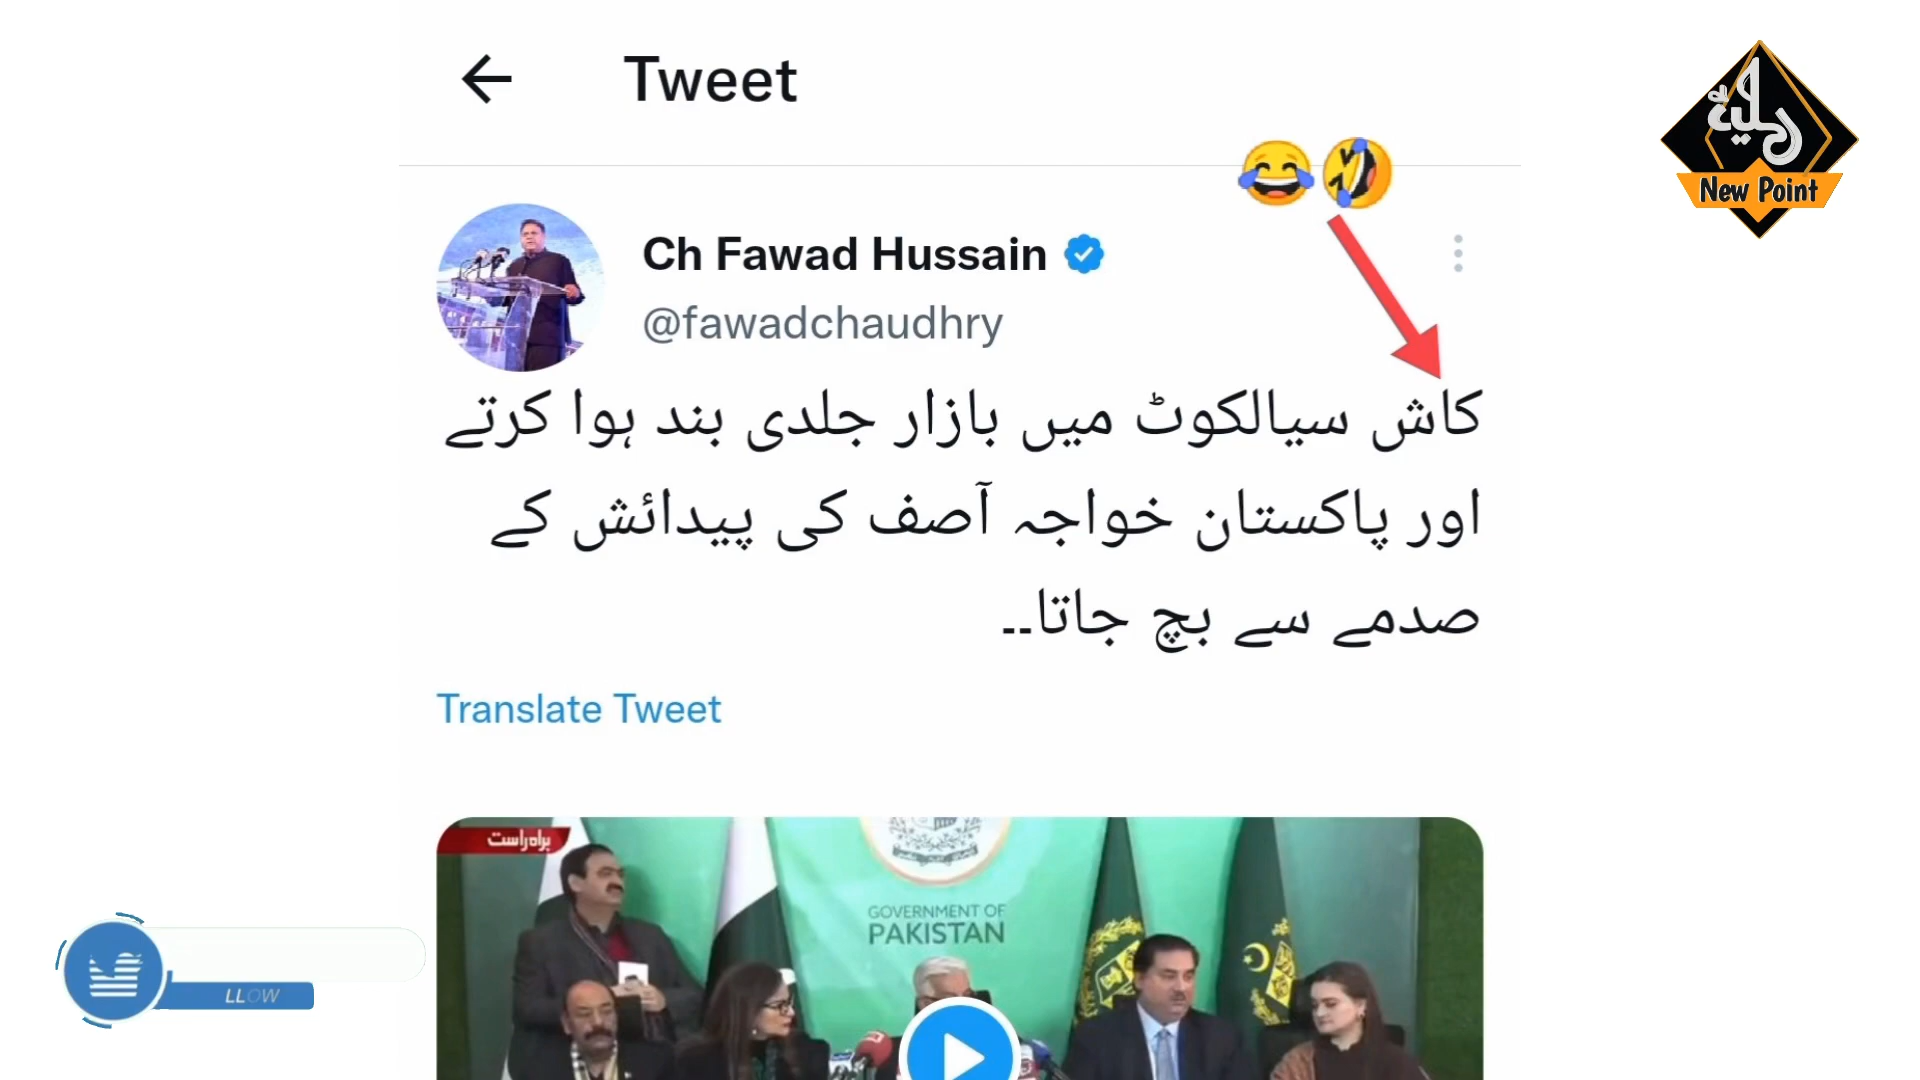 Tweet
Ch Fawad Hussain
@fawadchaudhry
کاش سیالکوٹ میں بازار جلدی بند ہوا کرتے
اور پاکستان خواجہ آصف کی پیدائش کے
صدمے سے بچ جاتا۔۔
Translate Tweet
براہ راست
GOVERNMENT OF
PAKISTAN
New Point
LLOW